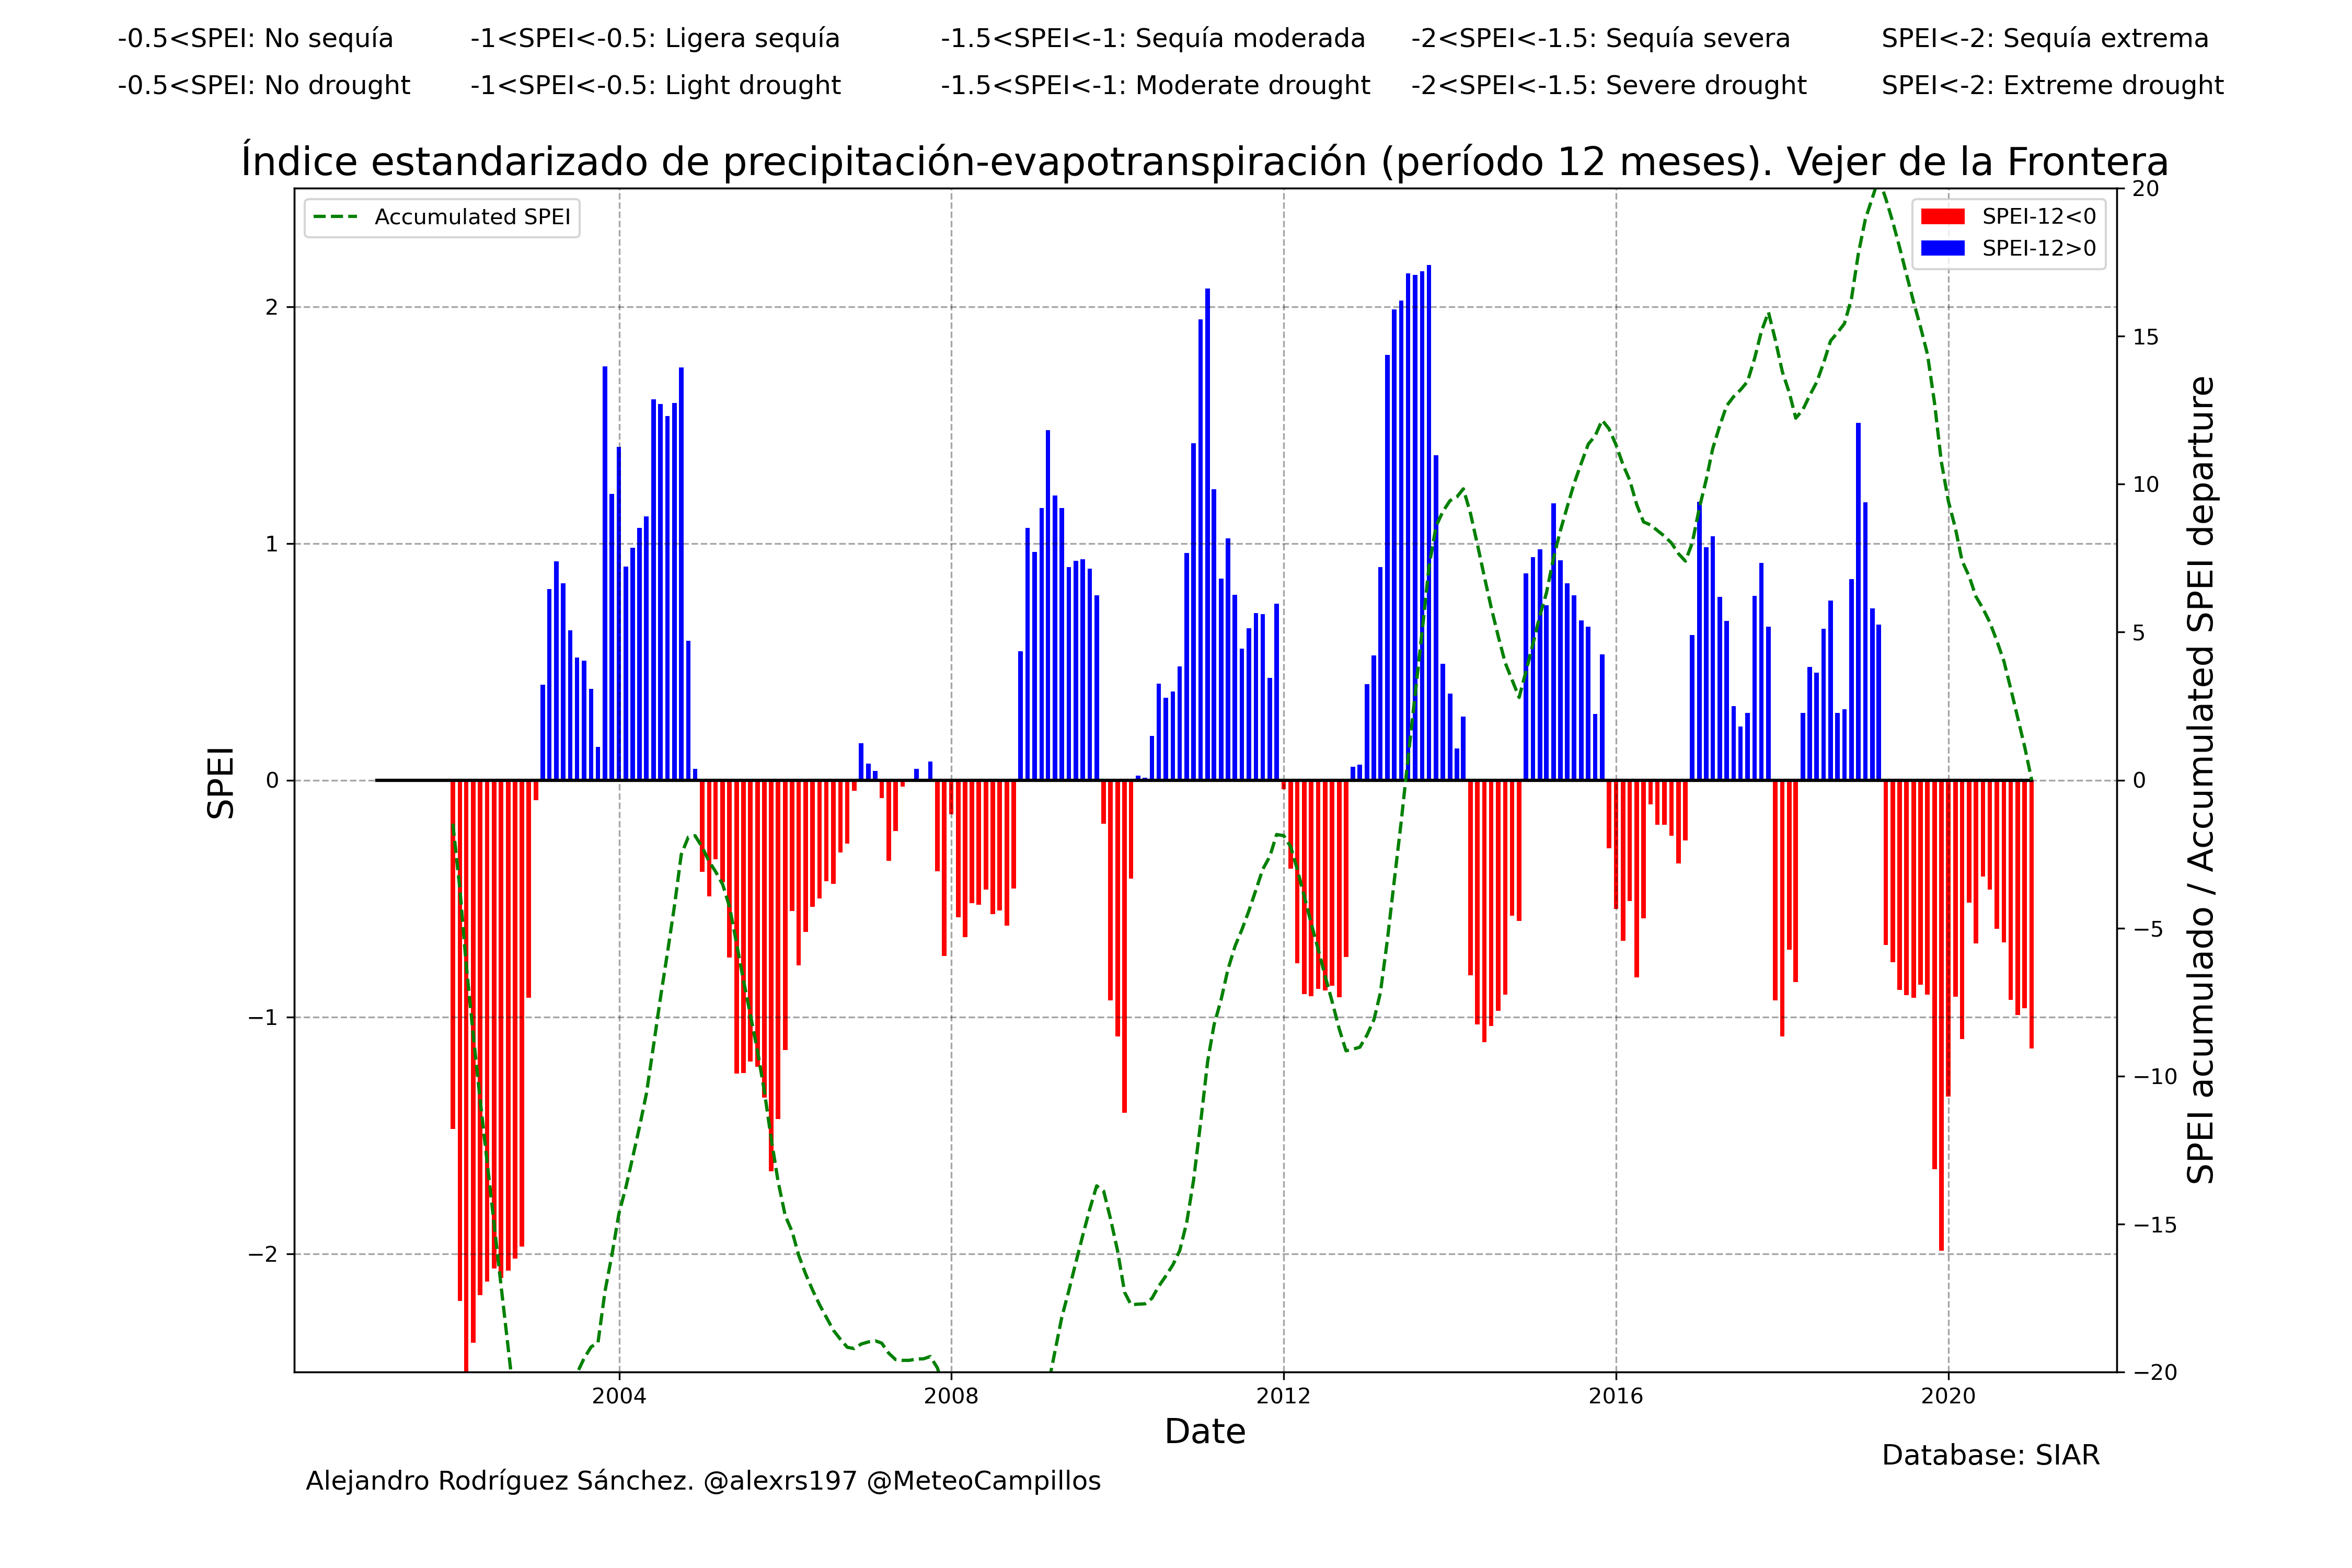 -0.5<SPEI: No sequía -1<SPEI<-0.5: Ligera sequía -1.5<SPEI<-1: Sequía moderada -2<SPEI<-1.5: Sequía severa SPEI<-2: Sequía extrema
-0.5<SPEI: No drought -1<SPEI<-0.5: Light drought -1.5<SPEI<-1: Moderate drought -2<SPEI<-1.5: Severe drought SPEI<-2: Extreme drought
Índice estandarizado de precipitación-evapotranspiración (período 12 meses). Vejer de la Frontera
Accumulated SPEI
SPEI-12<0
SPEI-12>0
SPEI
2
1
0
−1
−2
20
15
10
5
0
−5
−10
−15
−20
SPEI acumulado / Accumulated SPEI departure
2004 2008 2012 2016 2020
Date
Database: SIAR
Alejandro Rodríguez Sánchez. @alexrs197 @MeteoCampillos